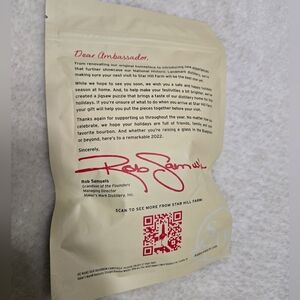 Dear Ambassador,
From renovating our original homeplace to introducing new
that further showcase our National Historic Landmark distillery, we're
making sure your next visit to Star Hill Farm will be the best one yet.
While we hope to see you soon, we wish you a safe and happy holiday
season at home. And, to help make your festivities a bit brighter, we've
created a jigsaw puzzle that brings a taste of our distillery home for the
holidays. If you're unsure of what to do when you arrive at Star Hill Farm,
your gift will help you put the pieces together before your visit.
Thanks again for supporting us throughout the year. No matter how you
celebrate, we hope your holidays are full of friends, family and your
favorite bourbon. And whether you're raising a glass in the Bluegrass
or beyond, here's to a remarkable 2022.
Sincerely,
Rob Samuels
Rob Samuels
Grandson of the Founders
Managing Director
Maker's Mark Distillery, Inc.
SCAN TO SEE MORE FROM STAR HILL FARM